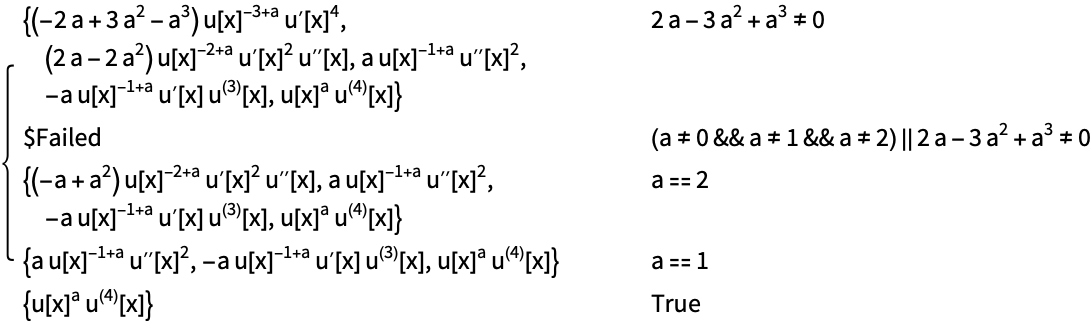 {(-2 a + 3 a² - a³) u[x]^(-3+a) u′[x]⁴, 2 a - 3 a² + a³ ≠ 0
(2 a - 2 a²) u[x]^(-2+a) u′[x]² u′′[x], a u[x]^(-1+a) u′′[x]²,
-a u[x]^(-1+a) u′[x] u⁽³⁾[x], u[x]^a u⁽⁴⁾[x]}
$Failed (a ≠ 0 && a ≠ 1 && a ≠ 2) || 2 a - 3 a² + a³ ≠ 0
{(-a + a²) u[x]^(-2+a) u′[x]² u′′[x], a u[x]^(-1+a) u′′[x]², a == 2
-a u[x]^(-1+a) u′[x] u⁽³⁾[x], u[x]^a u⁽⁴⁾[x]}
{a u[x]^(-1+a) u′′[x]², -a u[x]^(-1+a) u′[x] u⁽³⁾[x], u[x]^a u⁽⁴⁾[x]} a == 1
{u[x]^a u⁽⁴⁾[x]} True